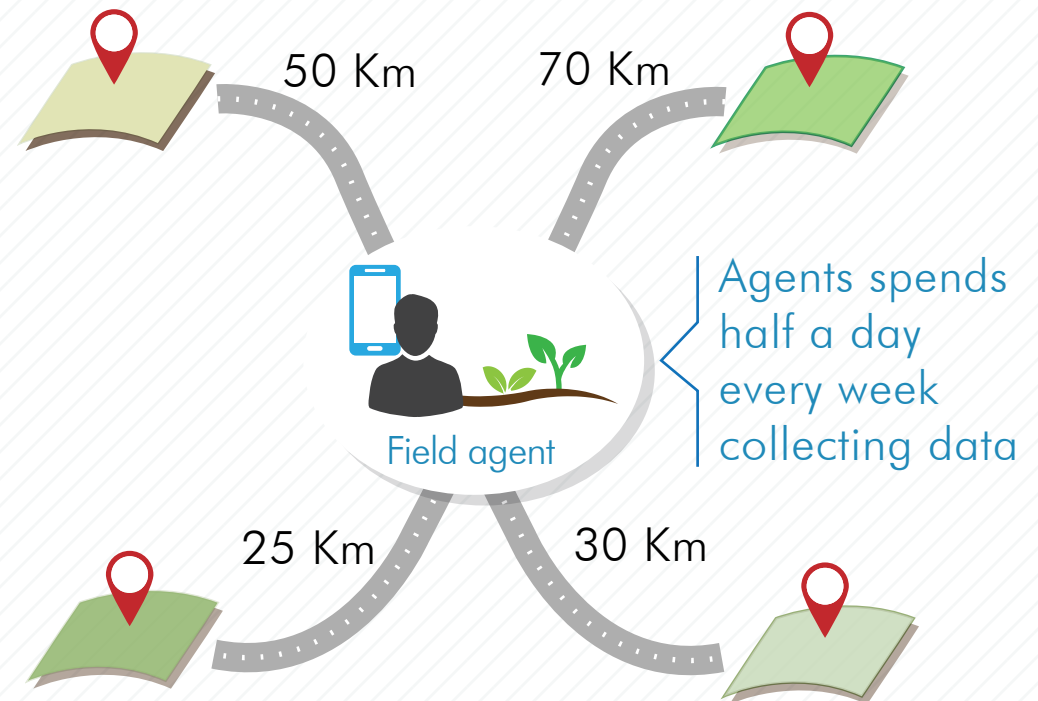 50 Km
70 Km
Agents spends
half a day
every week
collecting data
Field agent
25 Km
30 Km